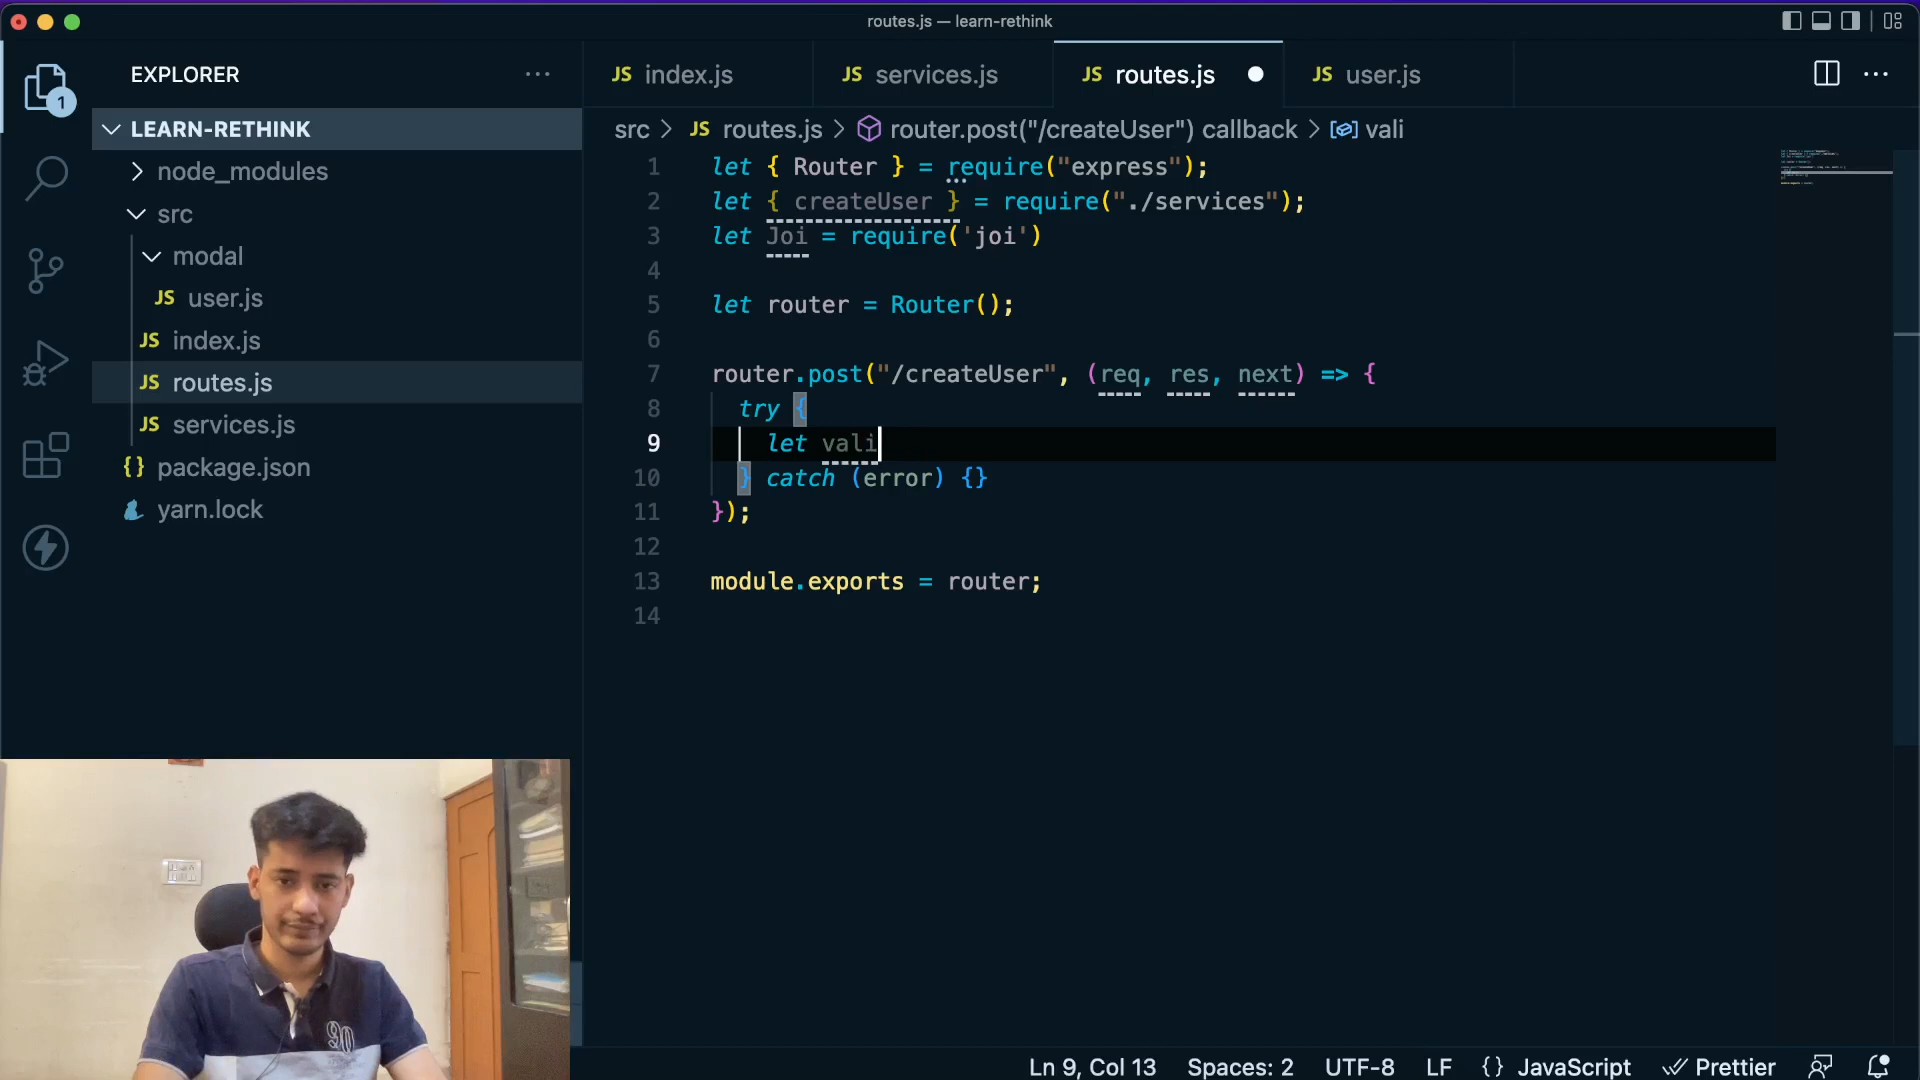 routes.js — learn-rethink
1
EXPLORER
LEARN-RETHINK
node_modules
src
modal
JS user.js
JS index.js
JS routes.js
JS services.js
{} package.json
yarn.lock
JS index.js
JS services.js
JS routes.js
JS user.js
src > JS routes.js > router.post("/createUser") callback > vali
1 let { Router } = require("express");
2 let { createUser } = require("./services");
3 let Joi = require('joi')
4
5 let router = Router();
6
7 router.post("/createUser", (req, res, next) => {
8 try {
9 let vali
10 } catch (error) {}
11 });
12
13 module.exports = router;
14
90
Ln 9, Col 13 Spaces: 2 UTF-8 LF {} JavaScript Prettier